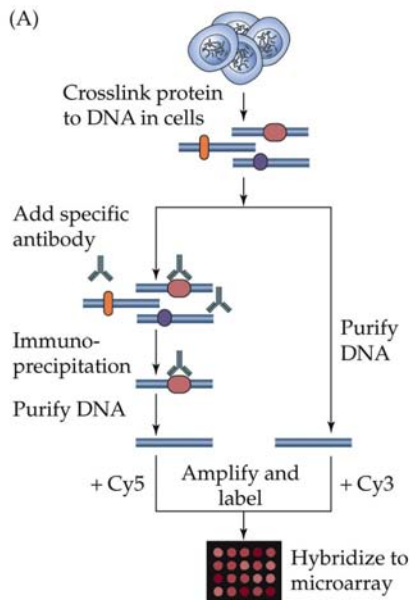 (A)
Crosslink protein
to DNA in cells
Add specific
antibody
Immuno-
precipitation
Purify DNA
Purify
DNA
+ Cy5
Amplify and
label
+ Cy3
Hybridize to
microarray